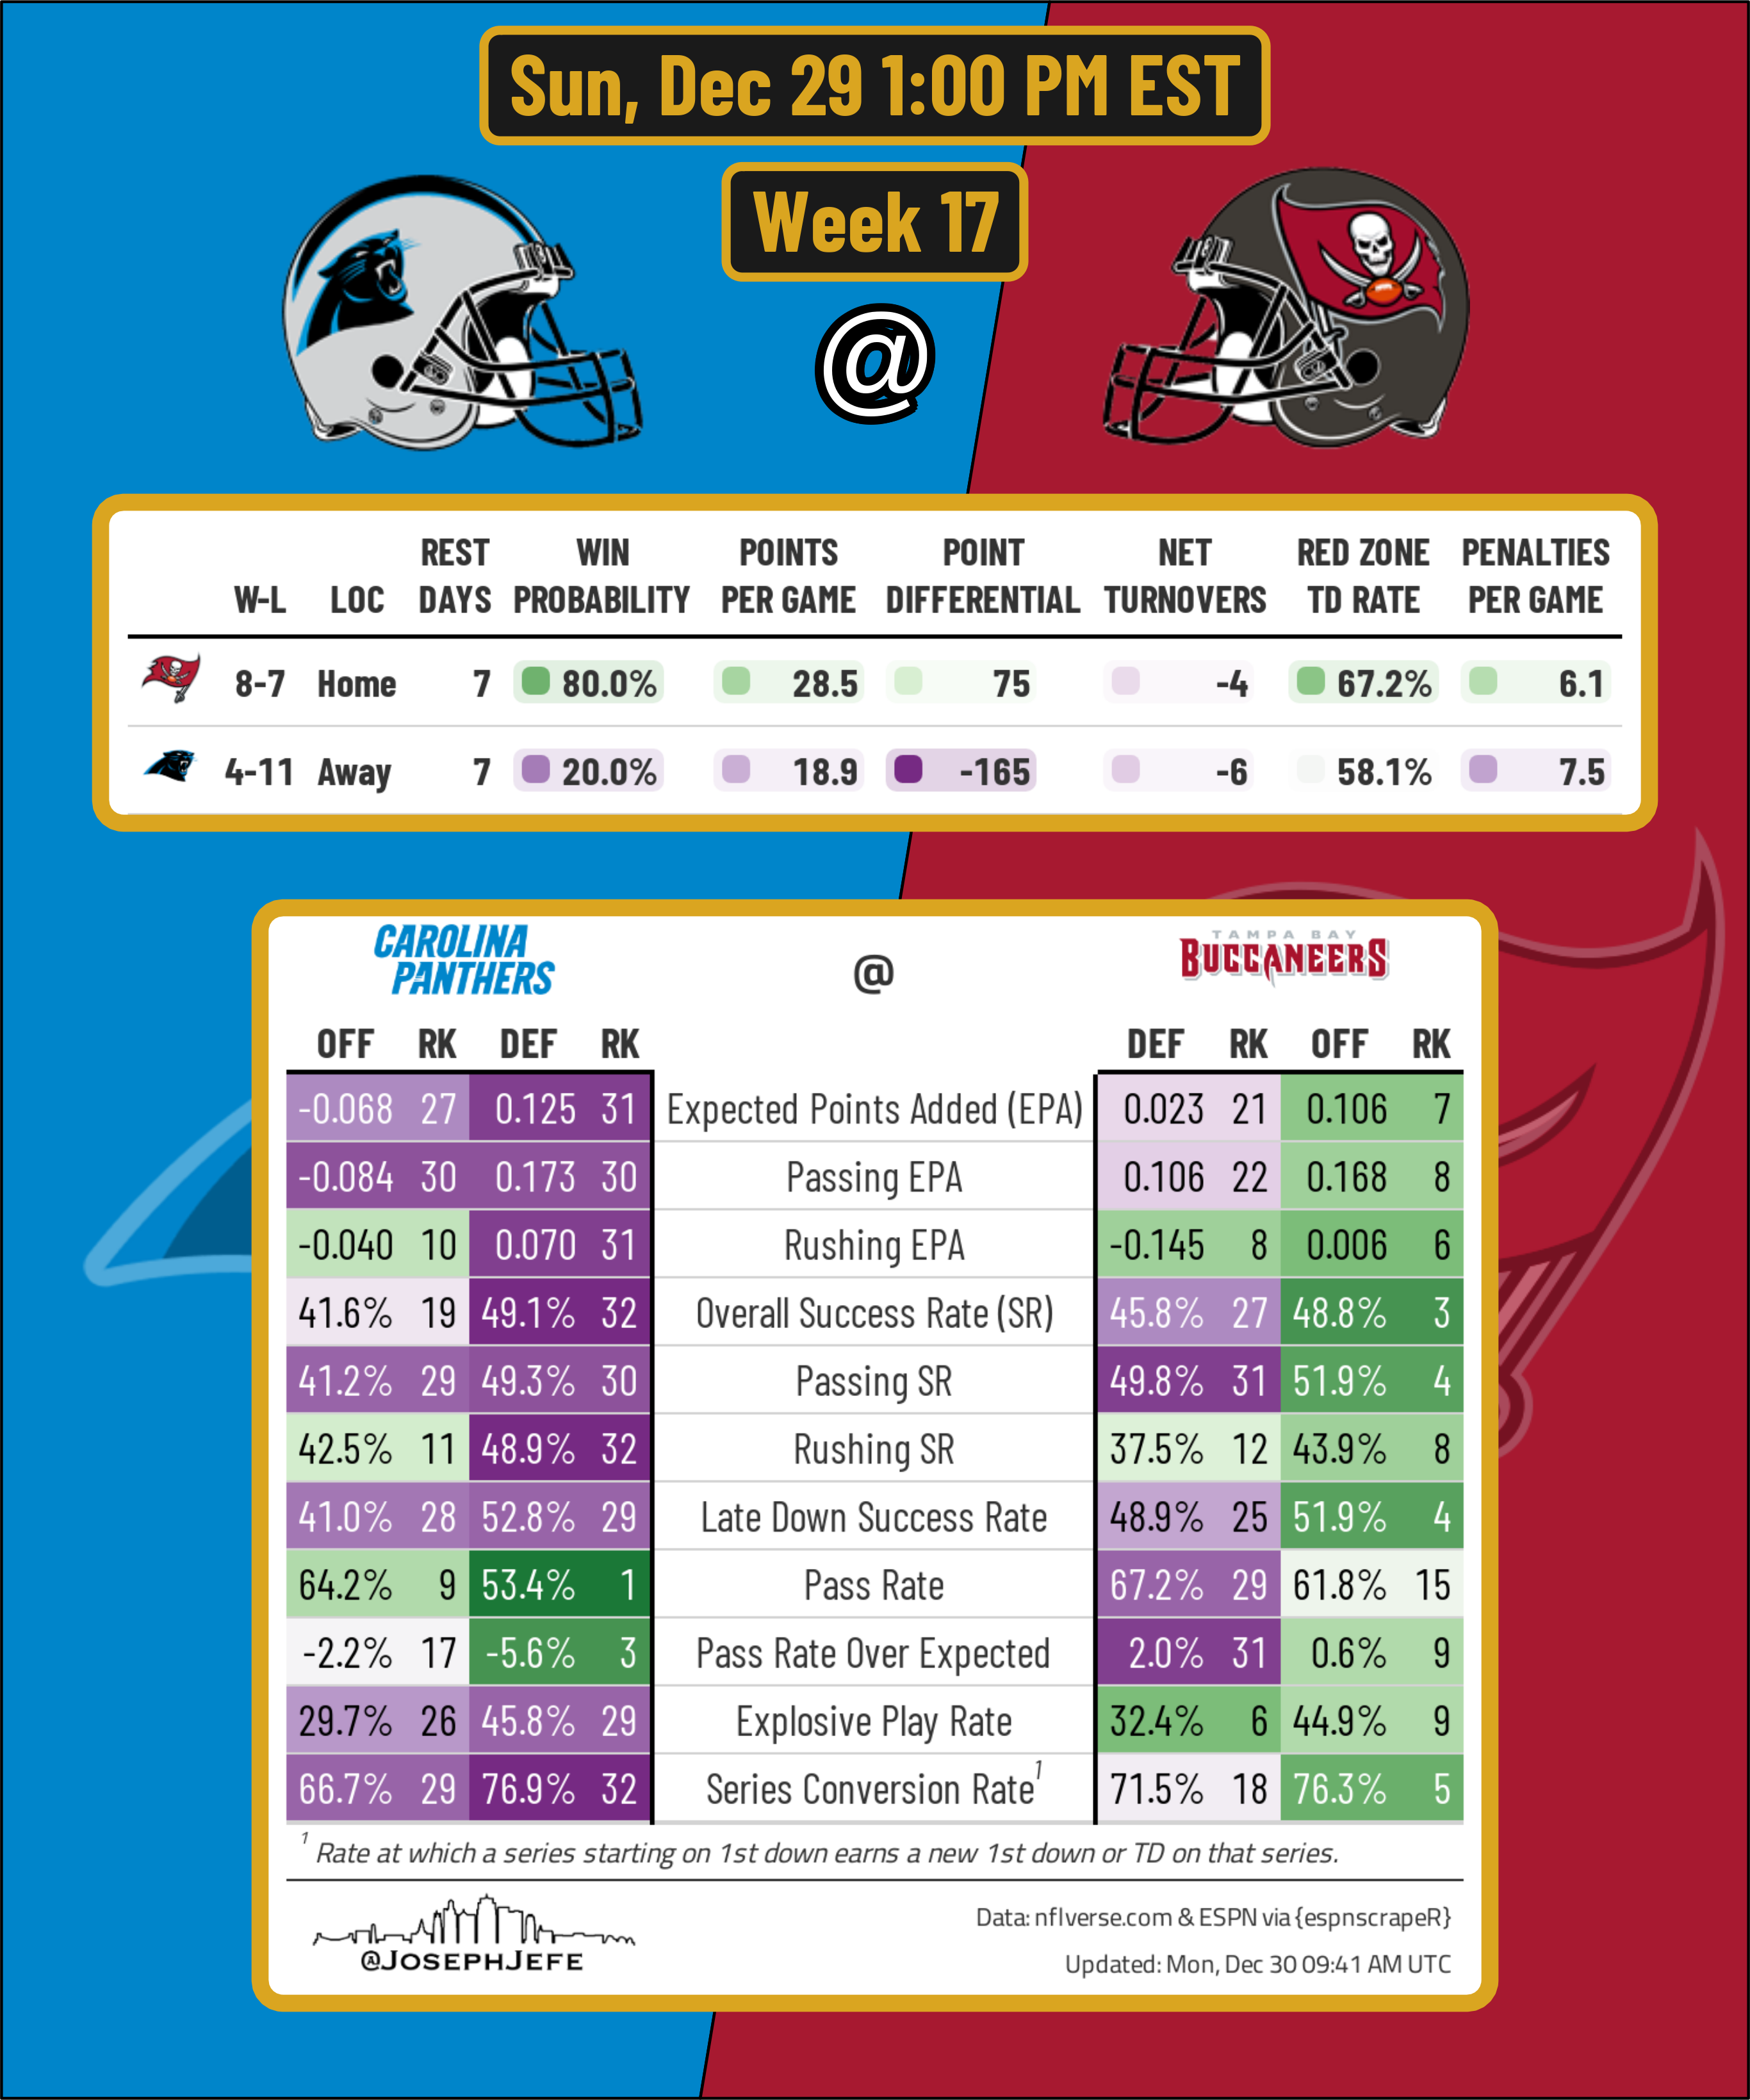 Sun, Dec 29 1:00 PM EST
Week 17
@
W-L LOC REST DAYS WIN PROBABILITY POINTS PER GAME POINT DIFFERENTIAL NET TURNOVERS RED ZONE TD RATE PENALTIES PER GAME
8-7 Home 7 80.0% 28.5 75 -4 67.2% 6.1
4-11 Away 7 20.0% 18.9 -165 -6 58.1% 7.5
CAROLINA PANTHERS @ TAMPA BAY BUCCANEERS
OFF RK DEF RK DEF RK OFF RK
-0.068 27 0.125 31 Expected Points Added (EPA) 0.023 21 0.106 7
-0.084 30 0.173 30 Passing EPA 0.106 22 0.168 8
-0.040 10 0.070 31 Rushing EPA -0.145 8 0.006 6
41.6% 19 49.1% 32 Overall Success Rate (SR) 45.8% 27 48.8% 3
41.2% 29 49.3% 30 Passing SR 49.8% 31 51.9% 4
42.5% 11 48.9% 32 Rushing SR 37.5% 12 43.9% 8
41.0% 28 52.8% 29 Late Down Success Rate 48.9% 25 51.9% 4
64.2% 9 53.4% 1 Pass Rate 67.2% 29 61.8% 15
-2.2% 17 -5.6% 3 Pass Rate Over Expected 2.0% 31 0.6% 9
29.7% 26 45.8% 29 Explosive Play Rate 32.4% 6 44.9% 9
66.7% 29 76.9% 32 Series Conversion Rate¹ 71.5% 18 76.3% 5
¹ Rate at which a series starting on 1st down earns a new 1st down or TD on that series.
@JOSEPHJEFE
Data: nflverse.com & ESPN via {espnscrapeR}
Updated: Mon, Dec 30 09:41 AM UTC